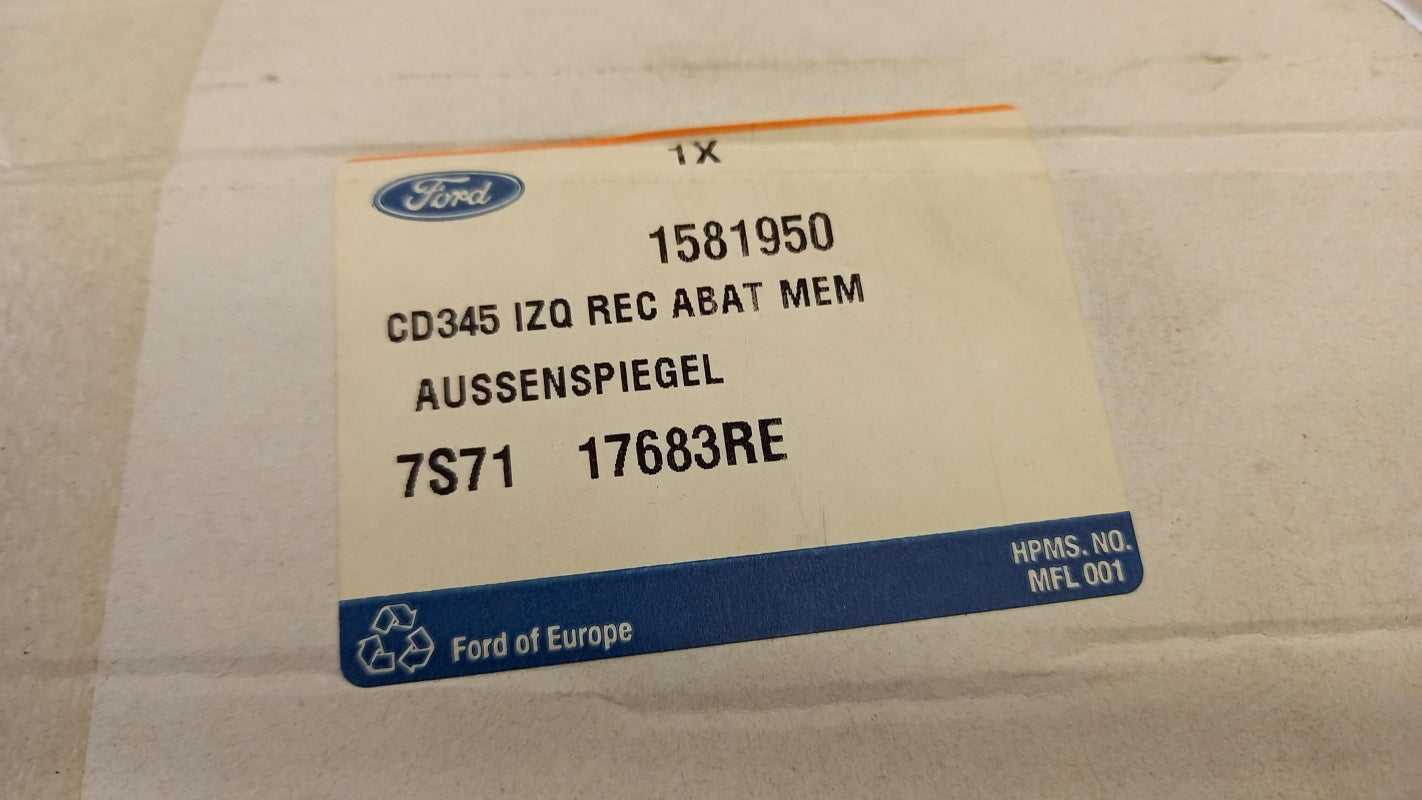 1X
Ford
1581950
CD345 IZQ REC ABAT MEM
AUSSENSPIEGEL
7S71 17683RE
HPMS. NO.
MFL 001
Ford of Europe